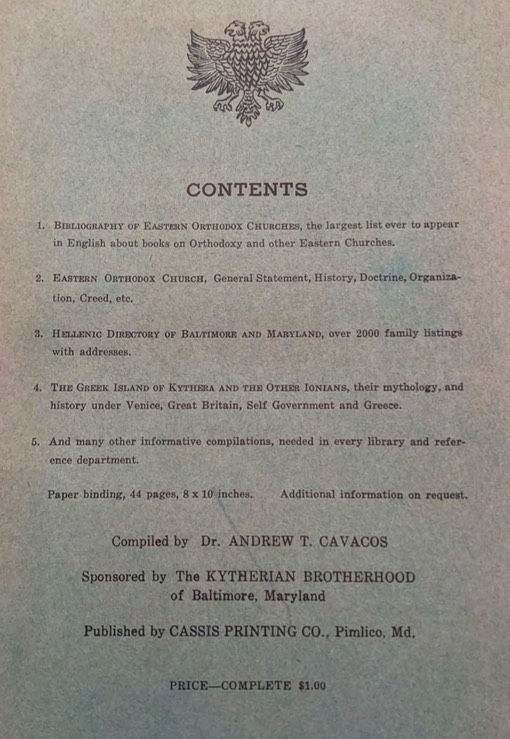 CONTENTS
1. BIBLIOGRAPHY OF EASTERN ORTHODOX CHURCHES, the largest list ever to appear
in English about books on Orthodoxy and other Eastern Churches.
2. EASTERN ORTHODOX CHURCH, General Statement, History, Doctrine, Organiza-
tion, Creed, etc.
3. HELLENIC DIRECTORY OF BALTIMORE AND MARYLAND, over 2000 family listings
with addresses.
4. THE GREEK ISLAND OF KYTHERA AND THE OTHER IONIANS, their mythology, and
history under Venice, Great Britain, Self Government and Greece.
5. And many other informative compilations, needed in every library and refer-
ence department.
Paper binding, 44 pages, 8 x 10 inches. Additional information on request.
Compiled by Dr. ANDREW T. CAVACOS
Sponsored by The KYTHERIAN BROTHERHOOD
of Baltimore, Maryland
Published by CASSIS PRINTING CO., Pimlico, Md.
PRICE—COMPLETE $1.00